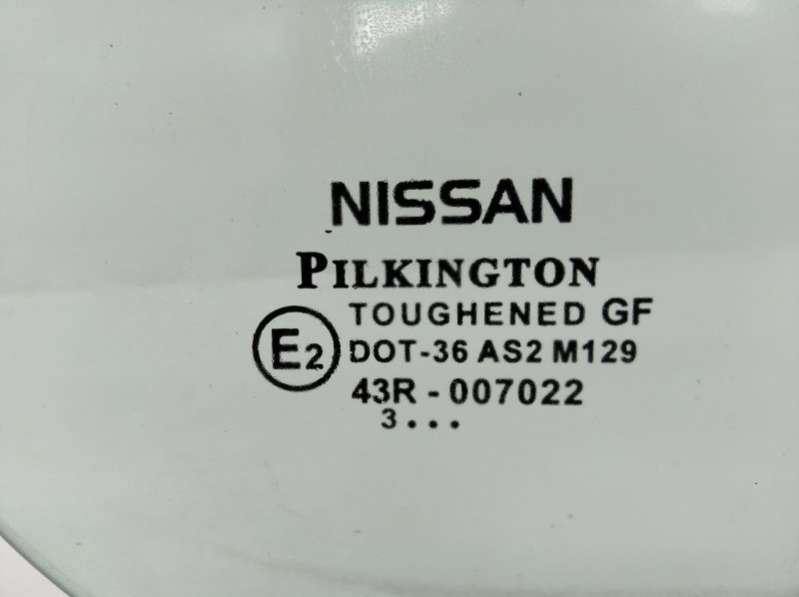 NISSAN
PILKINGTON
TOUGHENED GF
E2 DOT-36 AS2 M129
43R - 007022
3...